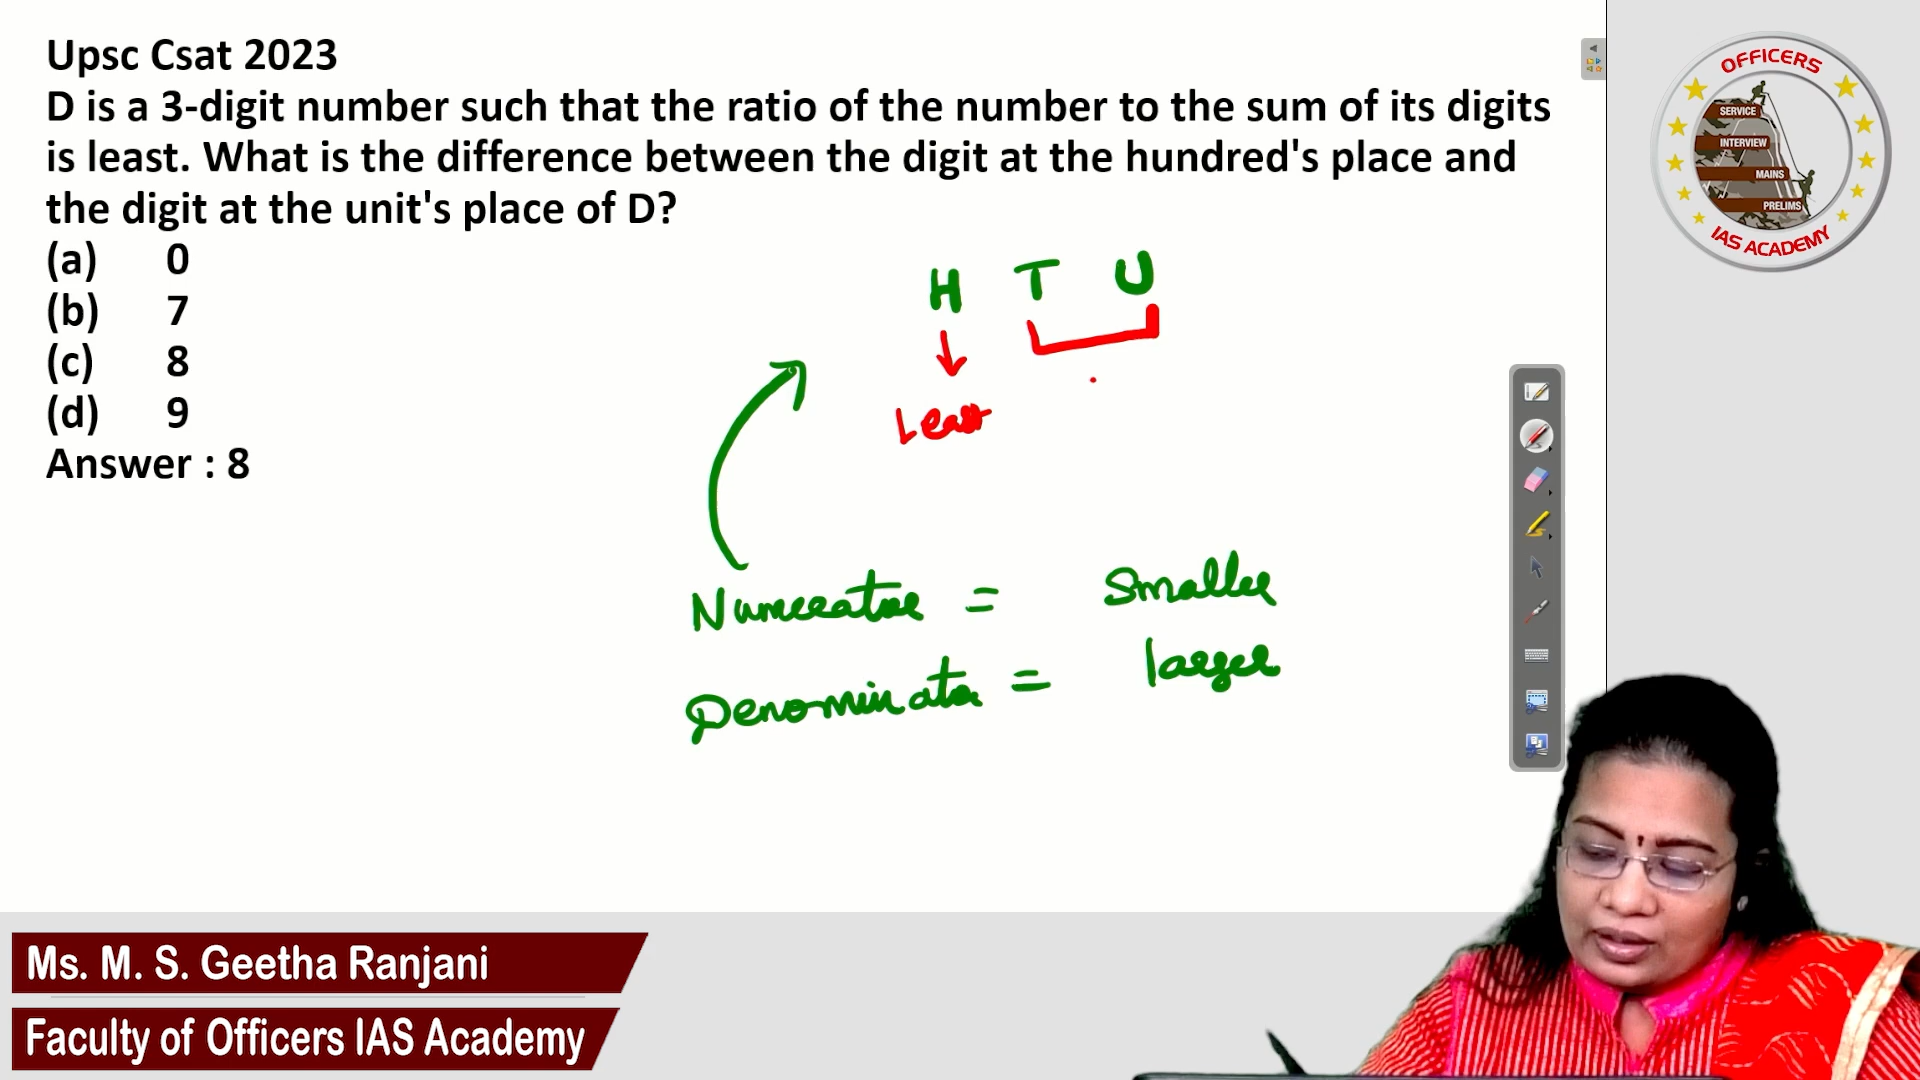 Upsc Csat 2023
D is a 3-digit number such that the ratio of the number to the sum of its digits
is least. What is the difference between the digit at the hundred's place and
the digit at the unit's place of D?
(a) 0
(b) 7
(c) 8
(d) 9
Answer : 8
H T U
Least
Numerator = Smaller
Denominator = larger
OFFICERS
SERVICE
INTERVIEW
MAINS
PRELIMS
IAS ACADEMY
Ms. M. S. Geetha Ranjani
Faculty of Officers IAS Academy